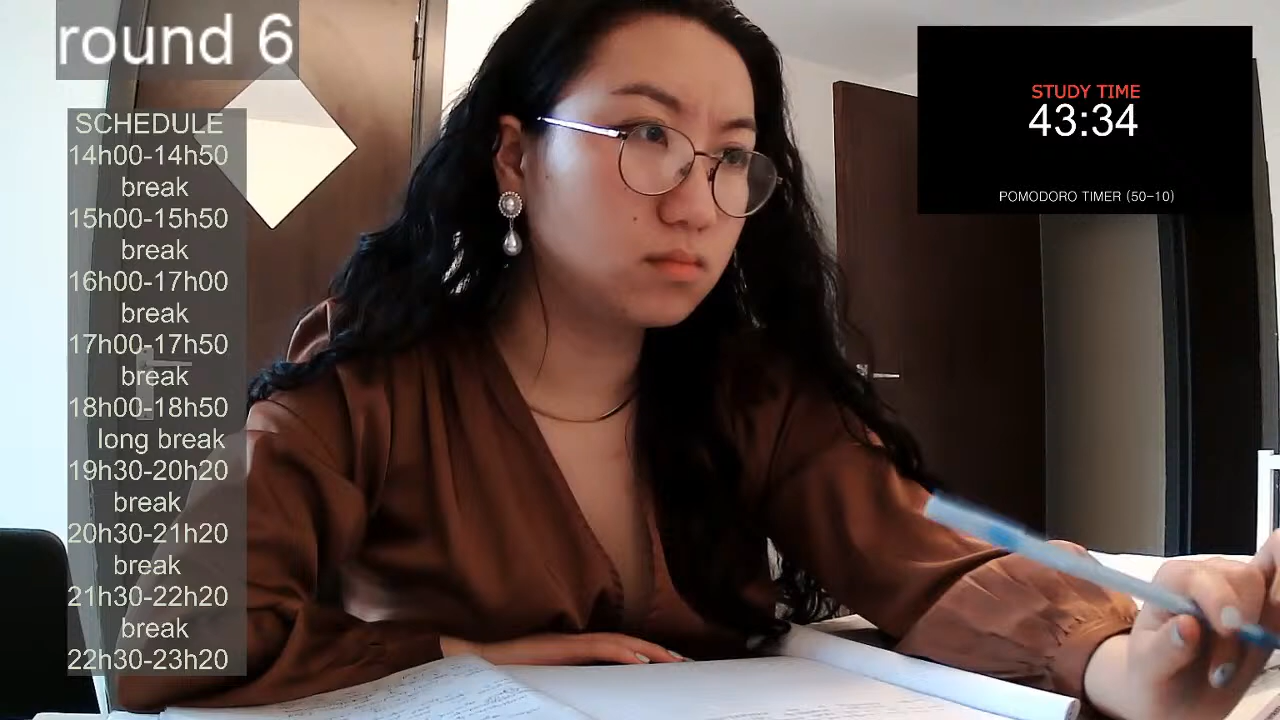 round 6
SCHEDULE
14h00-14h50
break
15h00-15h50
break
16h00-17h00
break
17h00-17h50
break
18h00-18h50
long break
19h30-20h20
break
20h30-21h20
break
21h30-22h20
break
22h30-23h20
STUDY TIME
43:34
POMODORO TIMER (50-10)